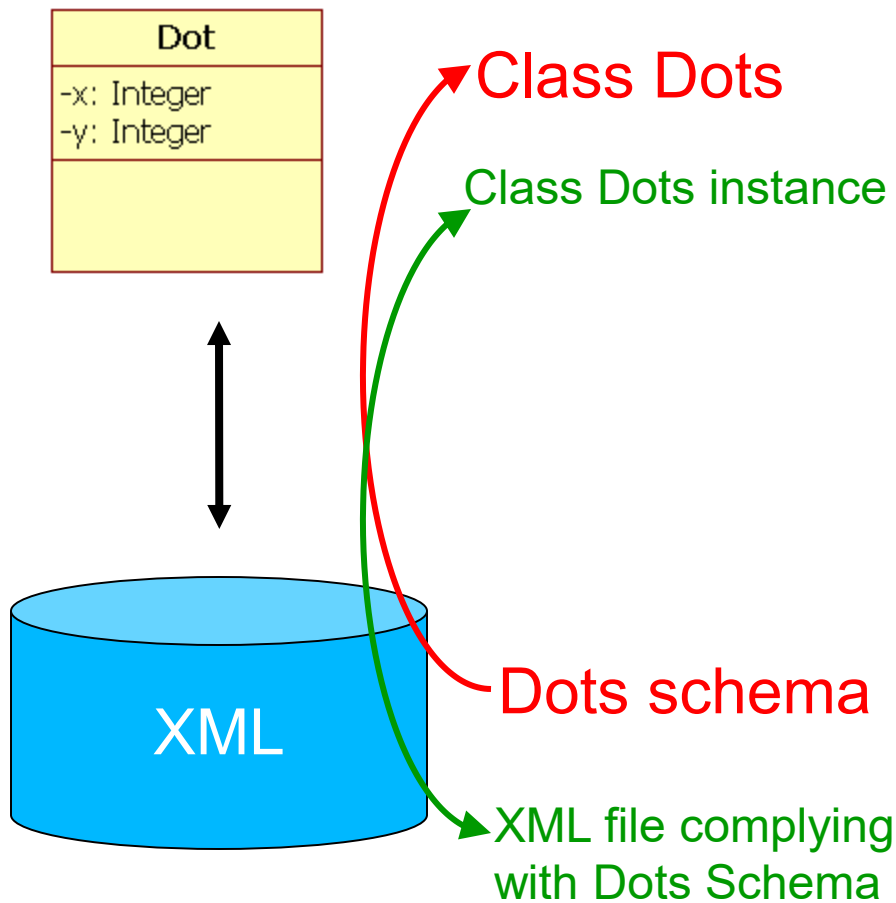 Dot
-x: Integer
-y: Integer
Class Dots
Class Dots instance
Dots schema
XML
XML file complying
with Dots Schema